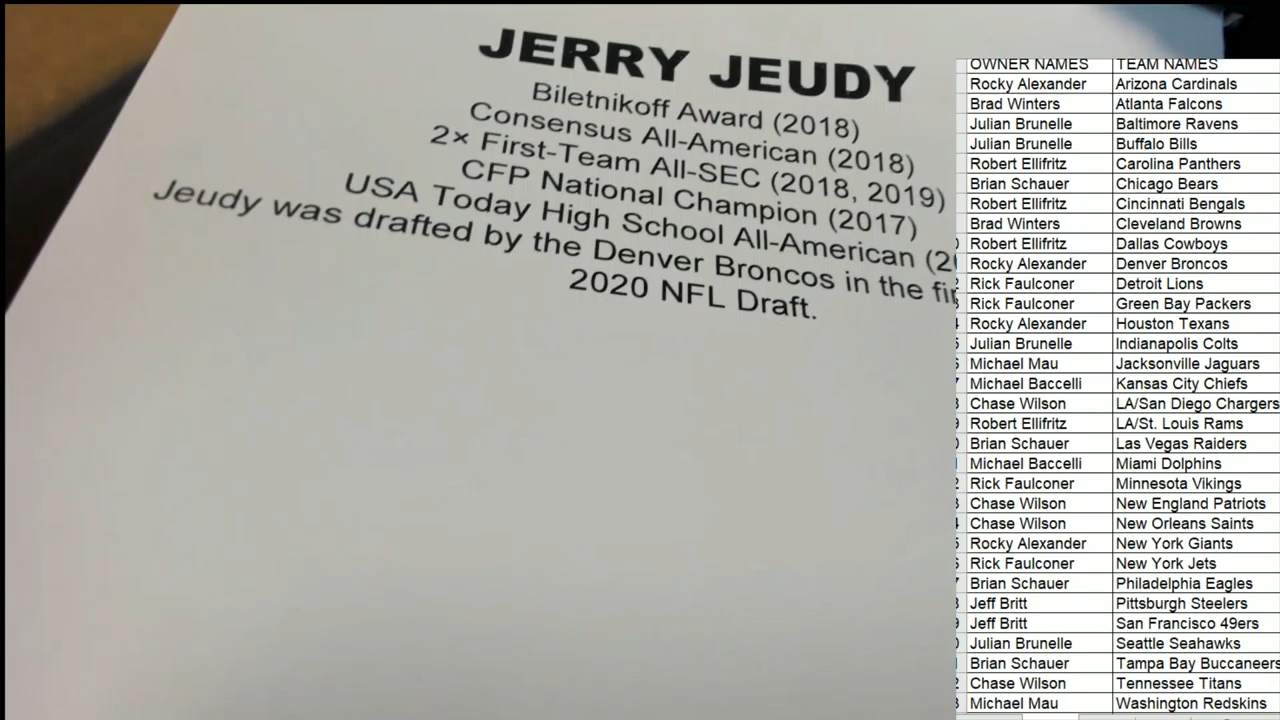 JERRY JEUDY
Biletnikoff Award (2018)
Consensus All-American (2018)
2× First-Team All-SEC (2018, 2019)
CFP National Champion (2017)
USA Today High School All-American
Jeudy was drafted by the Denver Broncos in the
2020 NFL Draft.
OWNER NAMES TEAM NAMES
Rocky Alexander Arizona Cardinals
Brad Winters Atlanta Falcons
Julian Brunelle Baltimore Ravens
Julian Brunelle Buffalo Bills
Robert Ellifritz Carolina Panthers
Brian Schauer Chicago Bears
Robert Ellifritz Cincinnati Bengals
Brad Winters Cleveland Browns
Robert Ellifritz Dallas Cowboys
Rocky Alexander Denver Broncos
Rick Faulconer Detroit Lions
Rick Faulconer Green Bay Packers
Rocky Alexander Houston Texans
Julian Brunelle Indianapolis Colts
Michael Mau Jacksonville Jaguars
Michael Baccelli Kansas City Chiefs
Chase Wilson LA/San Diego Chargers
Robert Ellifritz LA/St. Louis Rams
Brian Schauer Las Vegas Raiders
Michael Baccelli Miami Dolphins
Rick Faulconer Minnesota Vikings
Chase Wilson New England Patriots
Chase Wilson New Orleans Saints
Rocky Alexander New York Giants
Rick Faulconer New York Jets
Brian Schauer Philadelphia Eagles
Jeff Britt Pittsburgh Steelers
Jeff Britt San Francisco 49ers
Julian Brunelle Seattle Seahawks
Brian Schauer Tampa Bay Buccaneers
Chase Wilson Tennessee Titans
Michael Mau Washington Redskins